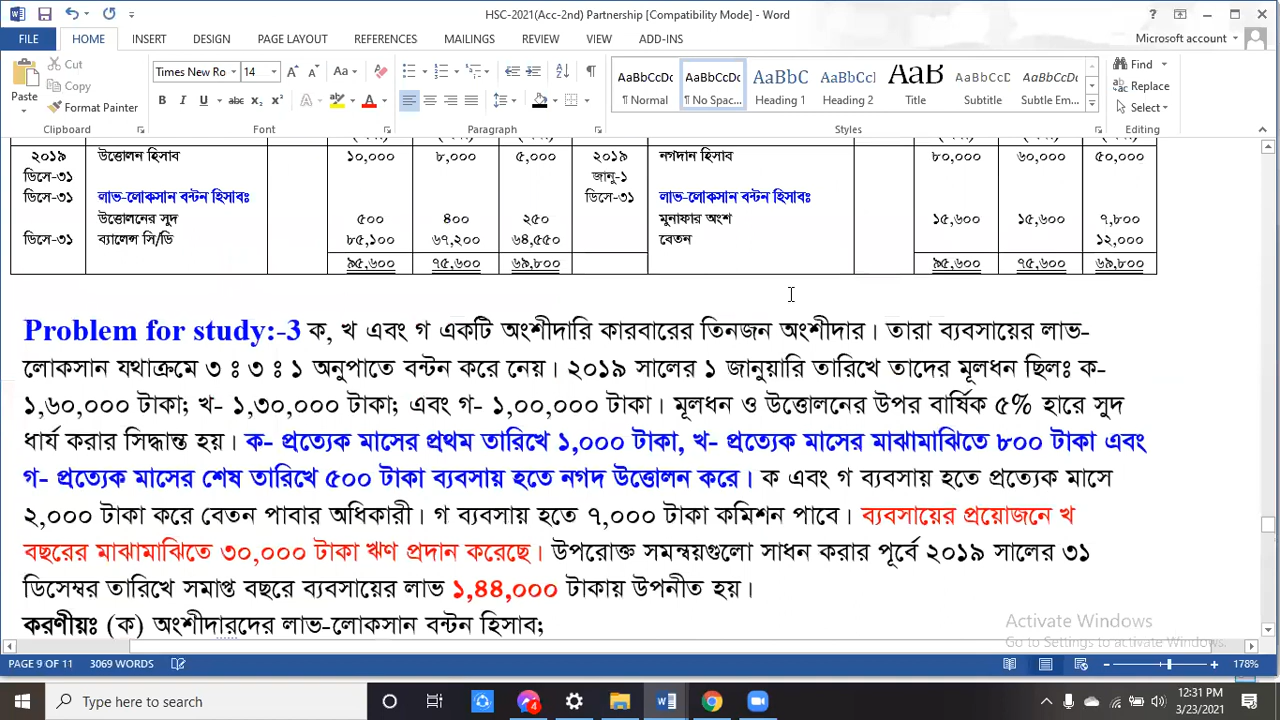 HSC-2021(Acc-2nd) Partnership [Compatibility Mode] - Word
FILE HOME INSERT DESIGN PAGE LAYOUT REFERENCES MAILINGS REVIEW VIEW ADD-INS Microsoft account
Paste Cut Copy Format Painter
Times New Ro 14
AaBbCcDc AaBbCcDc AaBbC AaBbCc AaB AaBbCcD AaBbCcDc
¶ Normal ¶ No Spac... Heading Heading 2 Title Subtitle Subtle Em...
Find Replace Select
Clipboard Font Paragraph Styles Editing
২০১৯ উত্তোলন হিসাব ১০,০০০ ৮,০০০ ৫,০০০ ২০১৯ নগদান হিসাব ৮০,০০০ ৬০,০০০ ৫০,০০০
ডিসে-৩১ জানু-১
ডিসে-৩১ লাভ-লোকসান বন্টন হিসাবঃ ডিসে-৩১ লাভ-লোকসান বন্টন হিসাবঃ
উত্তোলনের সুদ ৫০০ ৪০০ ২৫০ মুনাফার অংশ ১৫,৬০০ ১৫,৬০০ ৭,৮০০
ডিসে-৩১ ব্যালেন্স সি/ডি ৮৫,১০০ ৬৭,২০০ ৬৪,৫৫০ বেতন ১২,০০০
৯৫,৬০০ ৭৫,৬০০ ৬৯,৮০০ ৯৫,৬০০ ৭৫,৬০০ ৬৯,৮০০
Problem for study:-3 ক, খ এবং গ একটি অংশীদারি কারবারের তিনজন অংশীদার। তারা ব্যবসায়ের লাভ-
লোকসান যথাক্রমে ৩ ঃ ৩ ঃ ১ অনুপাতে বন্টন করে নেয়। ২০১৯ সালের ১ জানুয়ারি তারিখে তাদের মূলধন ছিলঃ ক-
১,৬০,০০০ টাকা; খ- ১,৩০,০০০ টাকা; এবং গ- ১,০০,০০০ টাকা। মূলধন ও উত্তোলনের উপর বার্ষিক ৫% হারে সুদ
ধার্য করার সিদ্ধান্ত হয়। ক- প্রত্যেক মাসের প্রথম তারিখে ১,০০০ টাকা, খ- প্রত্যেক মাসের মাঝামাঝিতে ৮০০ টাকা এবং
গ- প্রত্যেক মাসের শেষ তারিখে ৫০০ টাকা ব্যবসায় হতে নগদ উত্তোলন করে। ক এবং গ ব্যবসায় হতে প্রত্যেক মাসে
২,০০০ টাকা করে বেতন পাবার অধিকারী। গ ব্যবসায় হতে ৭,০০০ টাকা কমিশন পাবে। ব্যবসায়ের প্রয়োজনে খ
বছরের মাঝামাঝিতে ৩০,০০০ টাকা ঋণ প্রদান করেছে। উপরোক্ত সমন্বয়গুলো সাধন করার পূর্বে ২০১৯ সালের ৩১
ডিসেম্বর তারিখে সমাপ্ত বছরে ব্যবসায়ের লাভ ১,৪৪,০০০ টাকায় উপনীত হয়।
করণীয়ঃ (ক) অংশীদারদের লাভ-লোকসান বন্টন হিসাব;
Activate Windows
Go to Settings to activate Windows.
PAGE 9 OF 11 3069 WORDS 178%
Type here to search 4 12:31 PM
3/23/2021